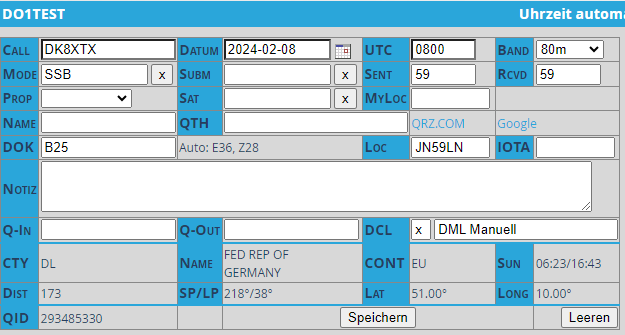 DO1TEST Uhrzeit automa
CALL DK8XTX DATUM 2024-02-08 UTC 0800 BAND 80m
MODE SSB x SUBM x SENT 59 RCVD 59
PROP SAT x MYLOC
NAME QTH QRZ.COM Google
DOK B25 Auto: E36, Z28 LOC JN59LN IOTA
NOTIZ
Q-IN Q-OUT DCL x DML Manuell
CTY DL NAME FED REP OF GERMANY CONT EU SUN 06:23/16:43
DIST 173 SP/LP 218°/38° LAT 51.00° LONG 10.00°
QID 293485330 Speichern Leeren